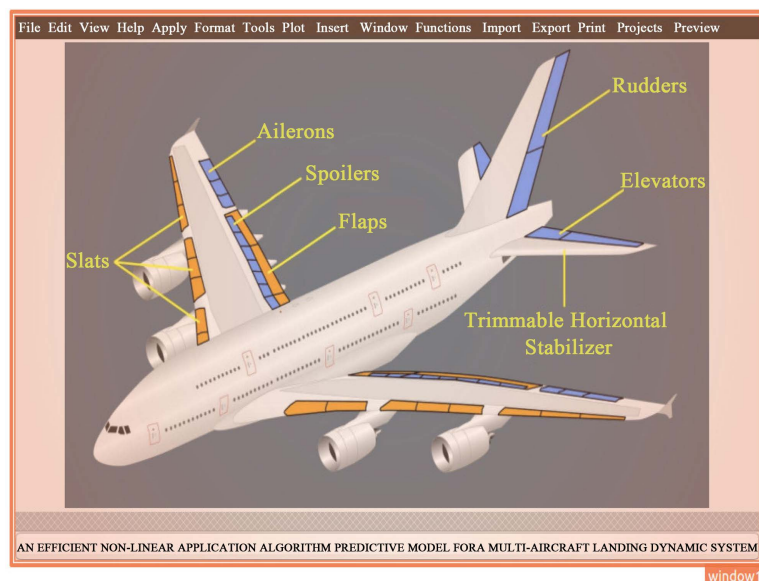 File Edit View Help Apply Format Tools Plot Insert Window Functions Import Export Print Projects Preview
Rudders
Ailerons
Spoilers
Elevators
Flaps
Slats
Trimmable Horizontal
Stabilizer
AN EFFICIENT NON-LINEAR APPLICATION ALGORITHM PREDICTIVE MODEL FORA MULTI-AIRCRAFT LANDING DYNAMIC SYSTEM
window1